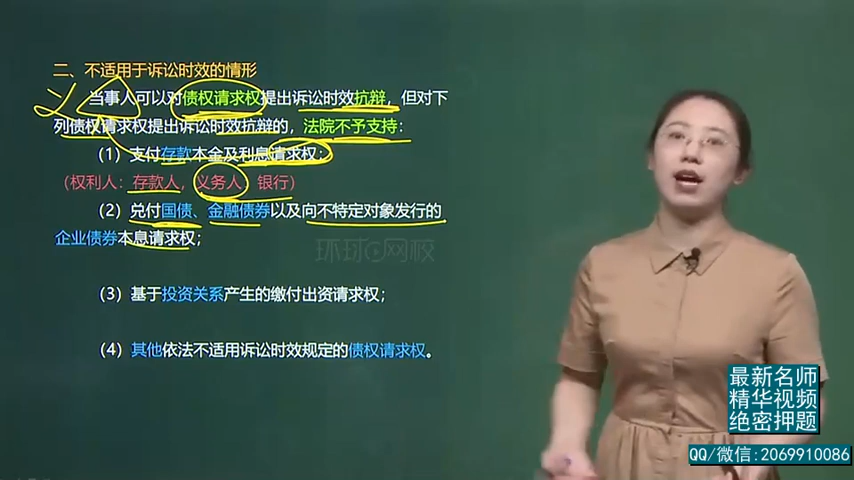 二、不适用于诉讼时效的情形
当事人可以对债权请求权提出诉讼时效抗辩，但对下
列债权请求权提出诉讼时效抗辩的，法院不予支持：
（1）支付存款本金及利息请求权；
（权利人：存款人，义务人：银行）
（2）兑付国债、金融债券以及向不特定对象发行的
企业债券本息请求权；
环球网校
（3）基于投资关系产生的缴付出资请求权；
（4）其他依法不适用诉讼时效规定的债权请求权。
最新名师
精华视频
绝密押题
QQ/微信:2069910086